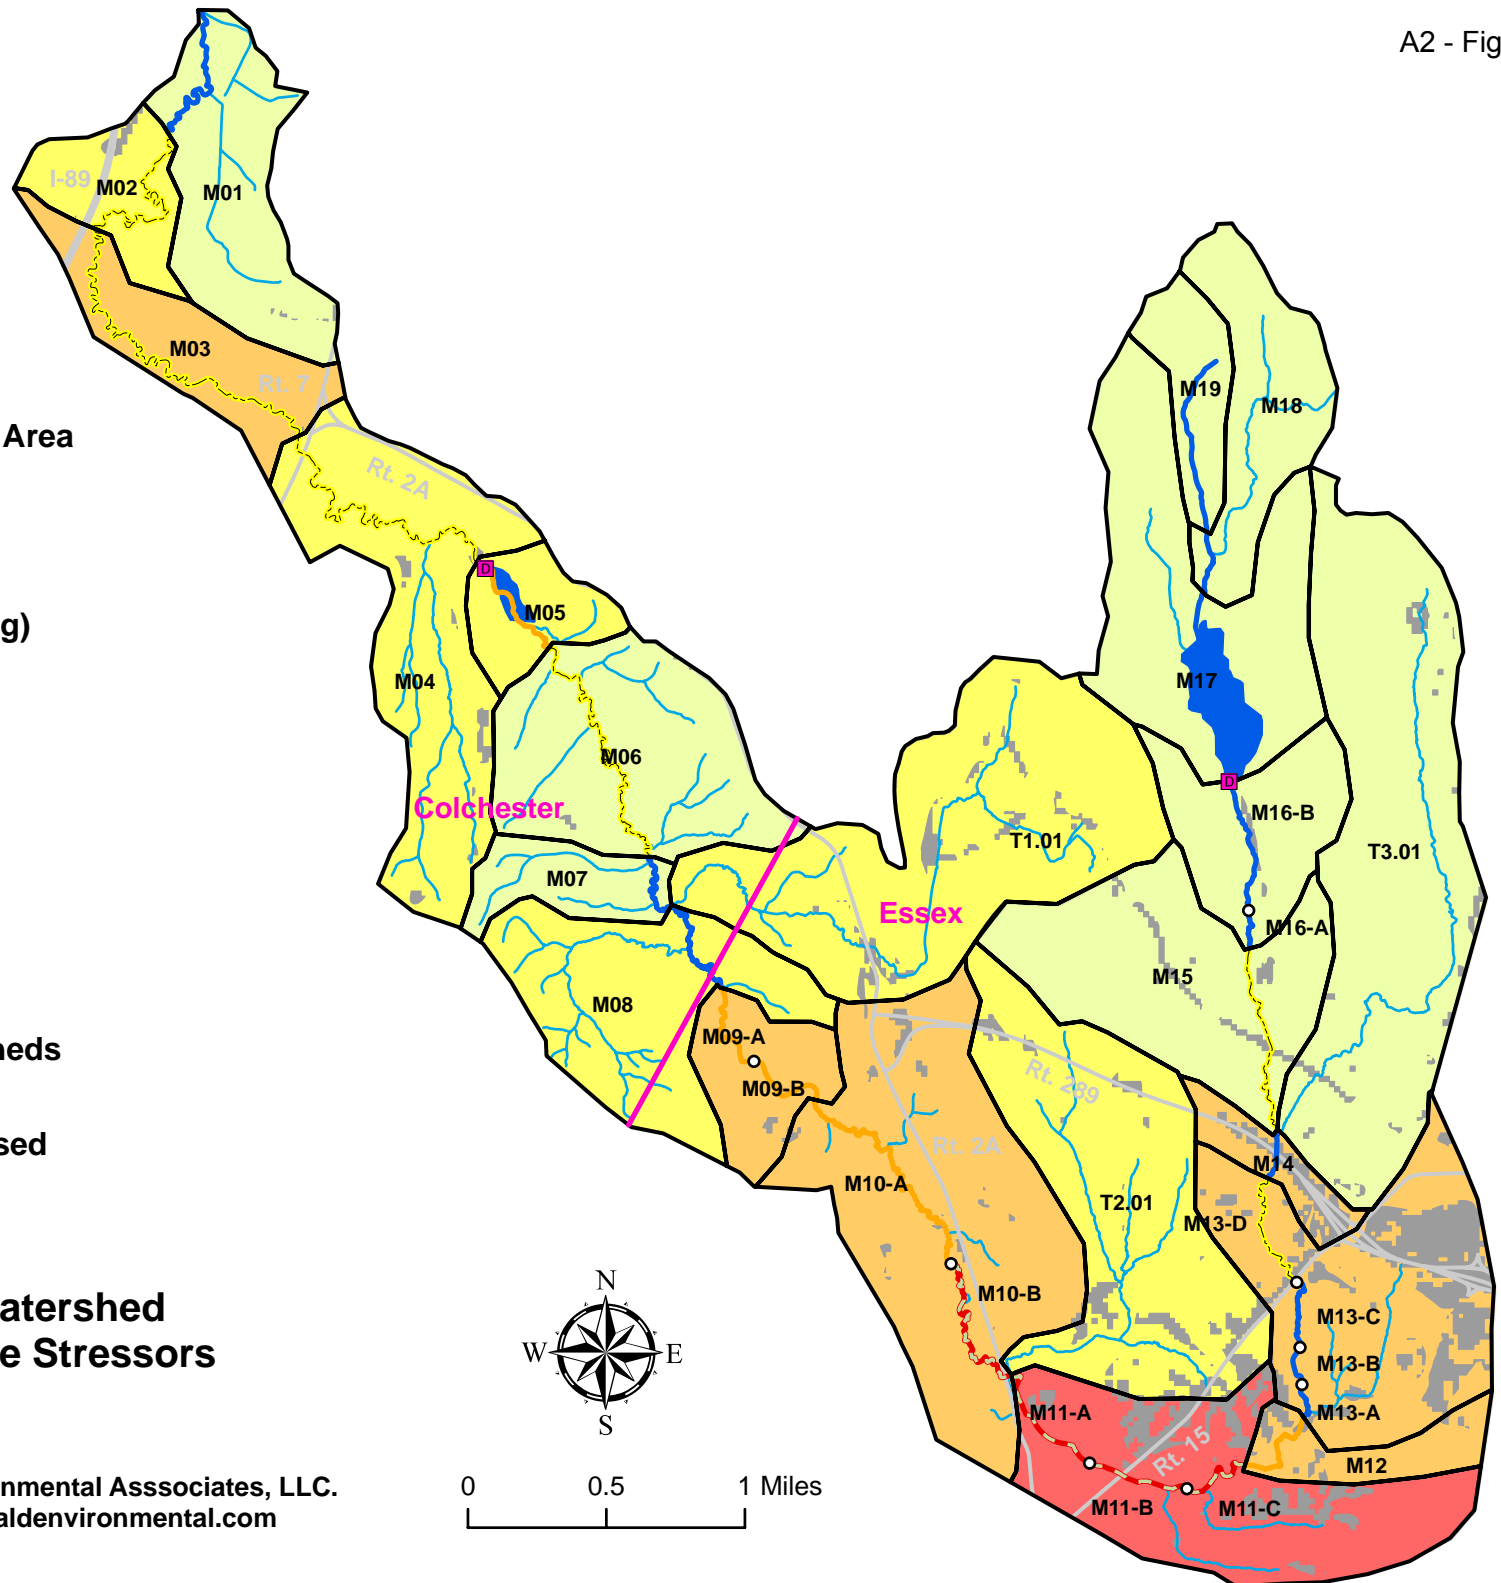 A2 - Fig
I-89
M02
M01
M03
Rt. 7
Area
Rt. 2A
M19
M18
M05
g)
M04
M17
M06
Colchester
M16-B
T1.01
T3.01
M07
Essex
M16-A
M15
M08
M09-A
heds
Rt. 289
M09-B
sed
Rt. 2A
M14
M10-A
T2.01
M13-D
atershed
N
M10-B
M13-C
e Stressors
W
E
M13-B
S
M11-A
M13-A
Rt. 15
M12
nmental Asssociates, LLC.
0 0.5 1 Miles
M11-B
M11-C
aldenvironmental.com
D
D